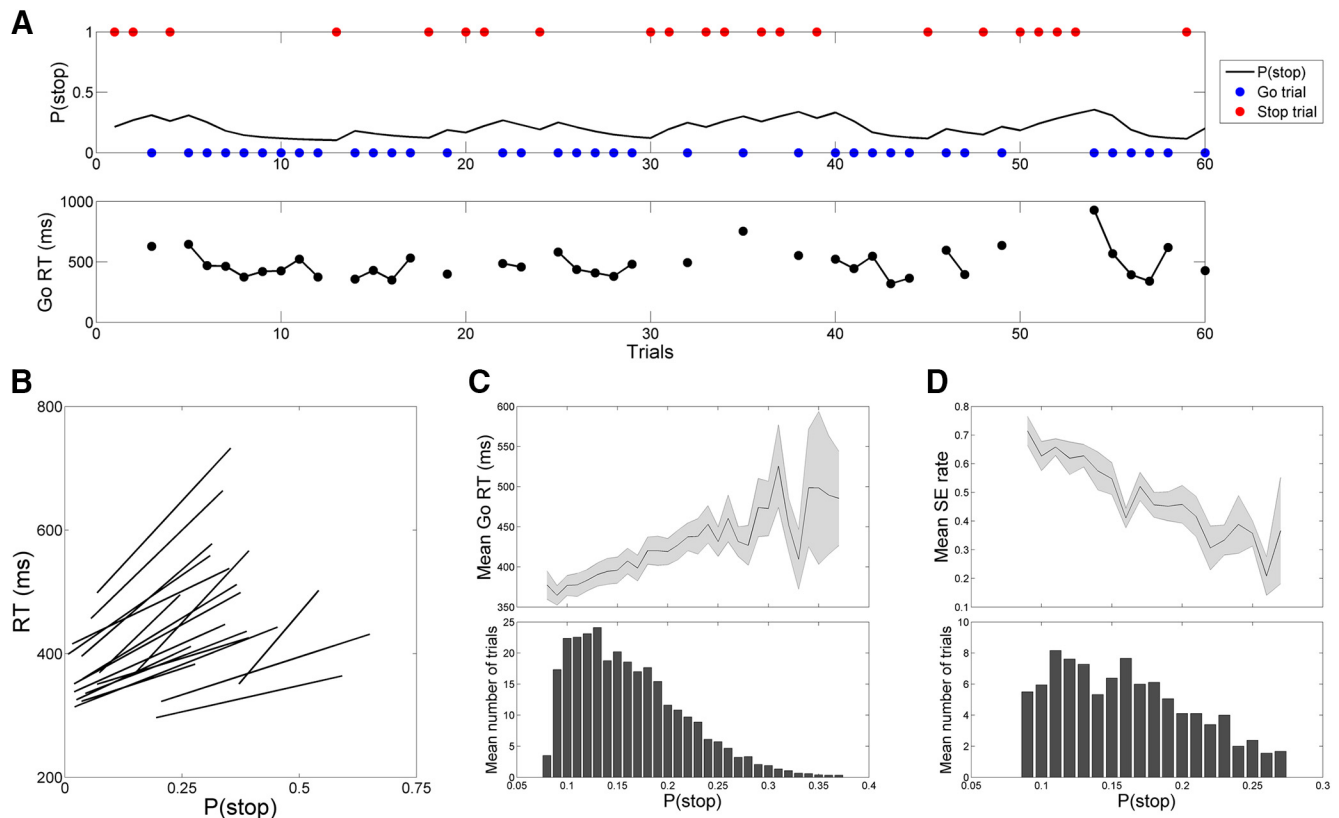 A
P(stop)
1
0.5
0
0 10 20 30 40 50 60
P(stop)
Go trial
Stop trial
Go RT (ms)
1000
500
0
0 10 20 30 40 50 60
Trials
B
RT (ms)
800
600
400
200
0 0.25 0.5 0.75
P(stop)
C
Mean Go RT (ms)
600
550
500
450
400
350
Mean number of trials
25
20
15
10
5
0
0.05 0.1 0.15 0.2 0.25 0.3 0.35 0.4
P(stop)
D
Mean SE rate
0.8
0.7
0.6
0.5
0.4
0.3
0.2
0.1
Mean number of trials
10
8
6
4
2
0
0.05 0.1 0.15 0.2 0.25 0.3
P(stop)